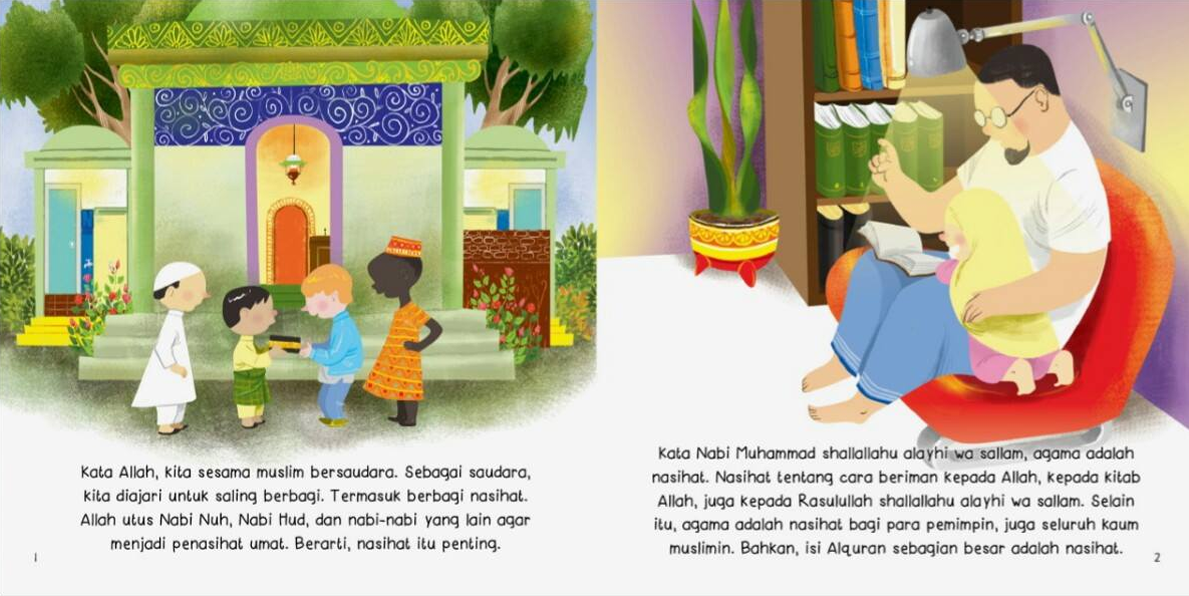 Kata Allah, kita sesama muslim bersaudara. Sebagai saudara,
kita diajari untuk saling berbagi. Termasuk berbagi nasihat.
Allah utus Nabi Nuh, Nabi Hud, dan nabi-nabi yang lain agar
menjadi penasihat umat. Berarti, nasihat itu penting.
1
Kata Nabi Muhammad shallallahu alayhi wa sallam, agama adalah
nasihat. Nasihat tentang cara beriman kepada Allah, kepada kitab
Allah, juga kepada Rasulullah shallallahu alayhi wa sallam. Selain
itu, agama adalah nasihat bagi para pemimpin, juga seluruh kaum
muslimin. Bahkan, isi Alquran sebagian besar adalah nasihat.
2